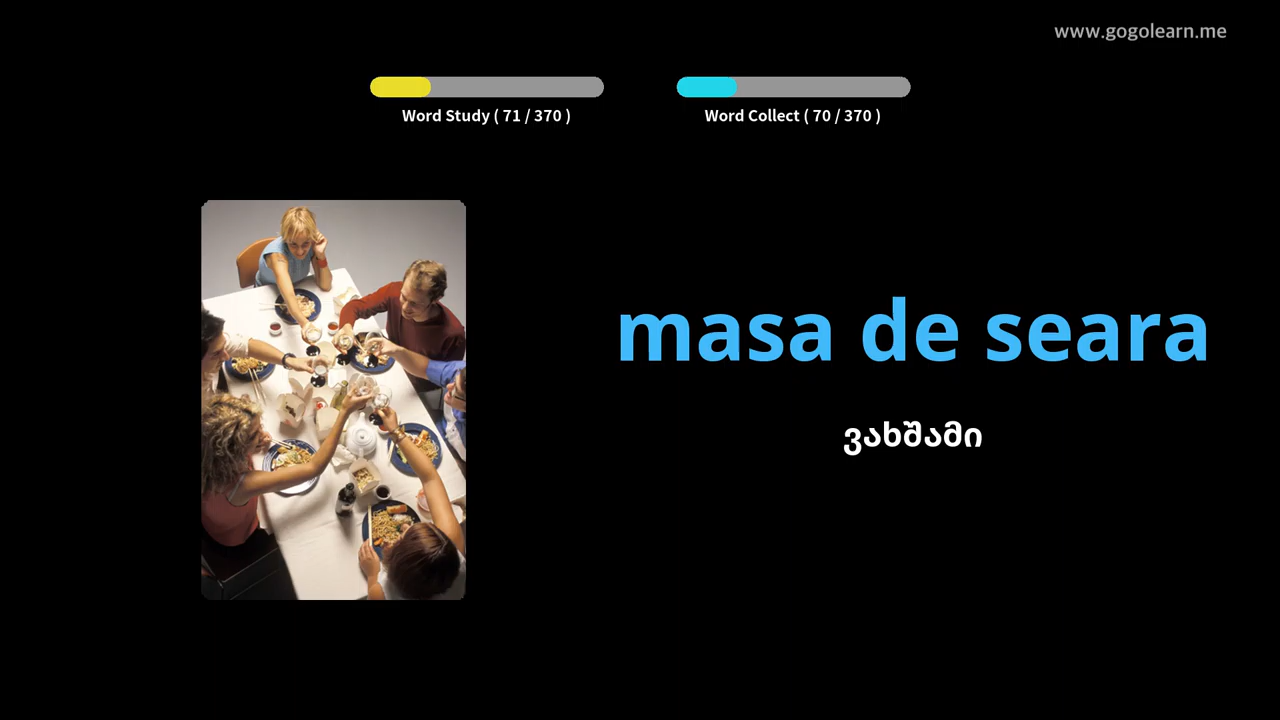 www.gogolearn.me
Word Study ( 71 / 370 )
Word Collect ( 70 / 370 )
masa de seara
ვახშამი